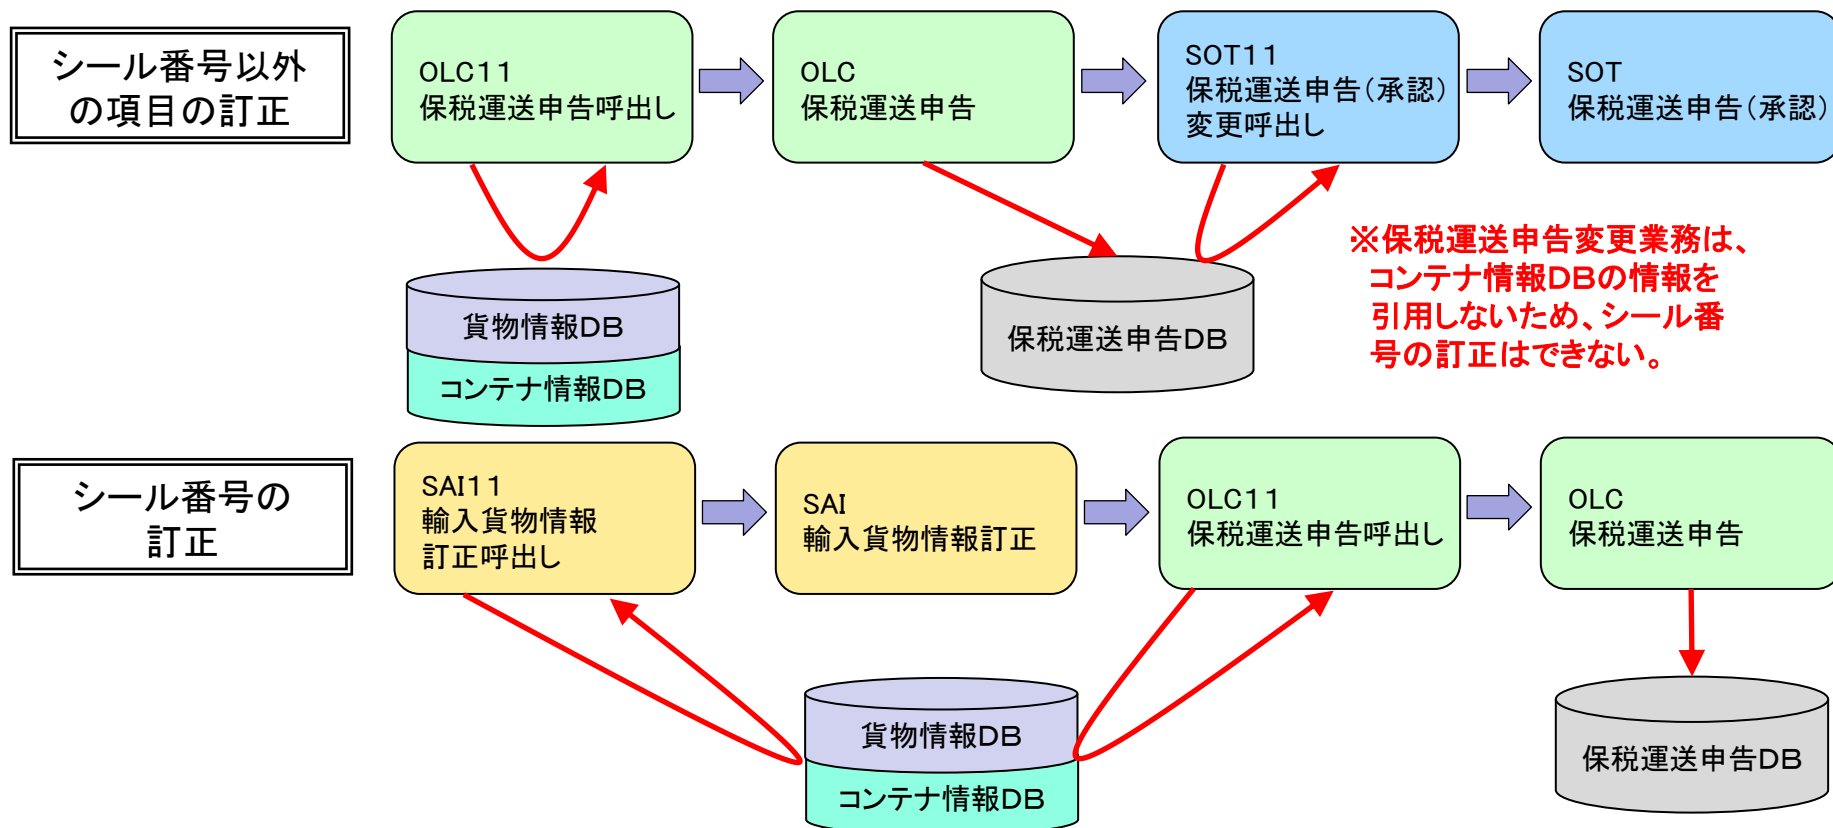 シール番号以外
の項目の訂正
OLC11
保税運送申告呼出し
OLC
保税運送申告
SOT11
保税運送申告(承認)
変更呼出し
SOT
保税運送申告(承認)
※保税運送申告変更業務は、
コンテナ情報DBの情報を
引用しないため、シール番
号の訂正はできない。
貨物情報DB
コンテナ情報DB
保税運送申告DB
シール番号の
訂正
SAI11
輸入貨物情報
訂正呼出し
SAI
輸入貨物情報訂正
OLC11
保税運送申告呼出し
OLC
保税運送申告
貨物情報DB
コンテナ情報DB
保税運送申告DB